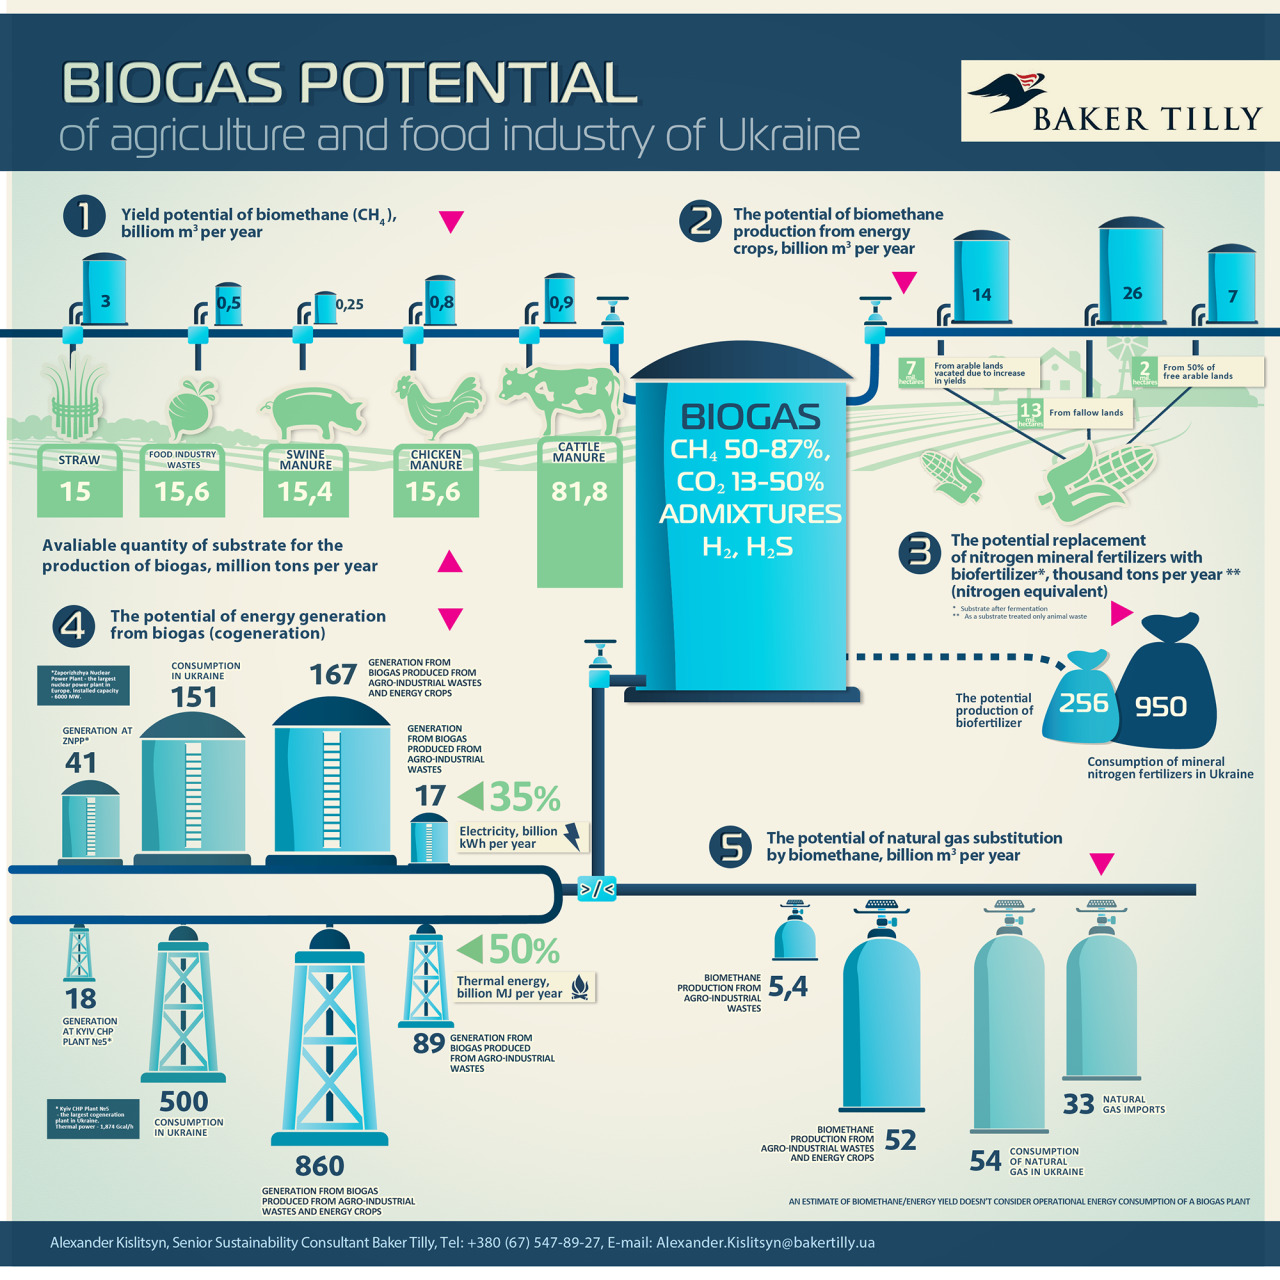 BIOGAS POTENTIAL
of agriculture and food industry of Ukraine
BAKER TILLY
1
Yield potential of biomethane (CH₄),
billiom m³ per year
3
0,5
0,25
0,8
0,9
STRAW
15
FOOD INDUSTRY
WASTES
15,6
SWINE
MANURE
15,4
CHICKEN
MANURE
15,6
CATTLE
MANURE
81,8
Avaliable quantity of substrate for the
production of biogas, million tons per year
2
The potential of biomethane
production from energy
crops, billion m³ per year
14
26
7
7
mil
hectares
From arable lands
vacated due to increase
in yields
13
mil
hectares
From fallow lands
2
mil
hectares
From 50% of
free arable lands
BIOGAS
CH₄ 50-87%,
CO₂ 13-50%
ADMIXTURES
H₂, H₂S
3
The potential replacement
of nitrogen mineral fertilizers with
biofertilizer*, thousand tons per year **
(nitrogen equivalent)
* Substrate after fermentation
** As a substrate treated only animal waste
The potential
production of
biofertilizer
256
950
Consumption of mineral
nitrogen fertilizers in Ukraine
4
The potential of energy generation
from biogas (cogeneration)
*Zaporizhzhya Nuclear
Power Plant - the largest
nuclear power plant in
Europe. Installed capacity
- 6000 MW.
GENERATION AT
ZNPP*
41
CONSUMPTION
IN UKRAINE
151
167
GENERATION FROM
BIOGAS PRODUCED FROM
AGRO-INDUSTRIAL WASTES
AND ENERGY CROPS
GENERATION
FROM BIOGAS
PRODUCED FROM
AGRO-INDUSTRIAL
WASTES
17
35%
Electricity, billion
kWh per year
>/<
50%
Thermal energy,
billion MJ per year
18
GENERATION
AT KYIV CHP
PLANT №5*
* Kyiv CHP Plant №5
- the largest cogeneration
plant in Ukraine.
Thermal power - 1,874 Gcal/h
500
CONSUMPTION
IN UKRAINE
860
GENERATION FROM BIOGAS
PRODUCED FROM AGRO-INDUSTRIAL
WASTES AND ENERGY CROPS
89
GENERATION FROM
BIOGAS PRODUCED
FROM AGRO-INDUSTRIAL
WASTES
5
The potential of natural gas substitution
by biomethane, billion m³ per year
BIOMETHANE
PRODUCTION FROM
AGRO-INDUSTRIAL
WASTES
5,4
BIOMETHANE
PRODUCTION FROM
AGRO-INDUSTRIAL WASTES
AND ENERGY CROPS
52
54
CONSUMPTION
OF NATURAL
GAS IN UKRAINE
33
NATURAL
GAS IMPORTS
AN ESTIMATE OF BIOMETHANE/ENERGY YIELD DOESN'T CONSIDER OPERATIONAL ENERGY CONSUMPTION OF A BIOGAS PLANT
Alexander Kislitsyn, Senior Sustainability Consultant Baker Tilly, Tel: +380 (67) 547-89-27, E-mail: Alexander.Kislitsyn@bakertilly.ua